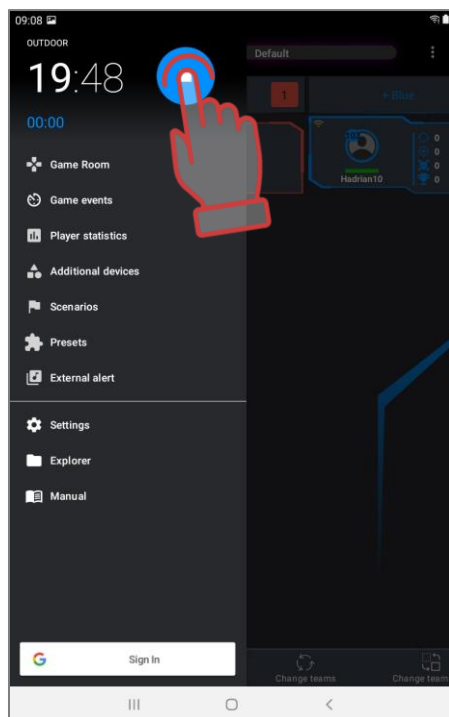 09:08
OUTDOOR
19:48
00:00
Default
1
+ Blue
Hadrian10
0
0
0
0
Game Room
Game events
Player statistics
Additional devices
Scenarios
Presets
External alert
Settings
Explorer
Manual
G
Sign In
Change teams
Change team